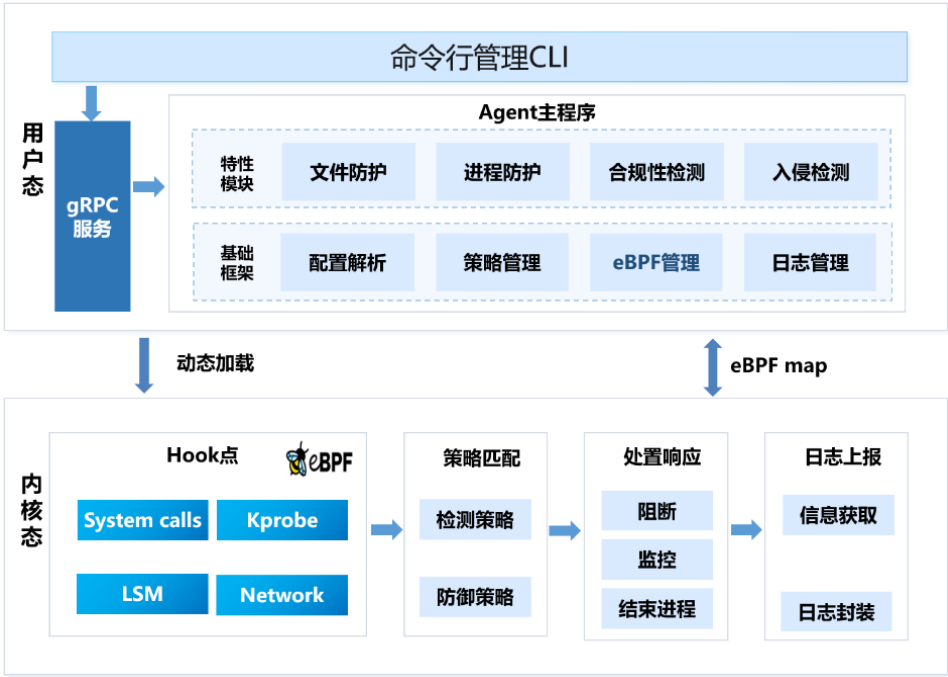 命令行管理CLI
用户态
gRPC
服务
Agent主程序
特性
模块
文件防护
进程防护
合规性检测
入侵检测
基础
框架
配置解析
策略管理
eBPF管理
日志管理
动态加载
eBPF map
内核态
Hook点
eBPF
System calls
Kprobe
LSM
Network
策略匹配
检测策略
防御策略
处置响应
阻断
监控
结束进程
日志上报
信息获取
日志封装